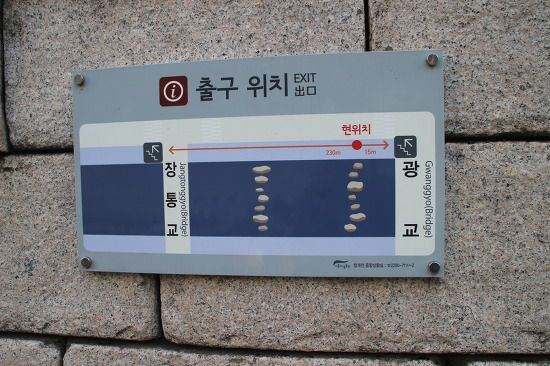 i 출구 위치 EXIT
出口
현위치
230m 15m
장통교
Jangtonggyo(Bridge)
광교
Gwanggyo(Bridge)